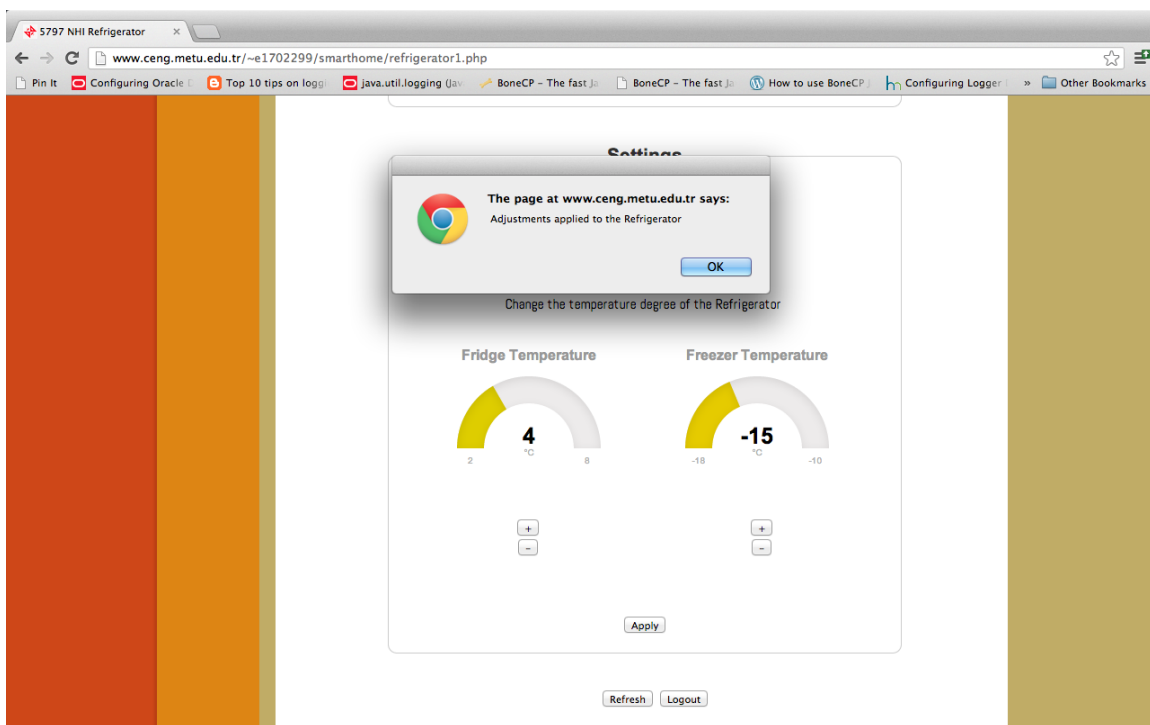 5797 NHI Refrigerator
www.ceng.metu.edu.tr/~e1702299/smarthome/refrigerator1.php
Pin It Configuring Oracle Top 10 tips on loggi java.util.logging (Jav BoneCP – The fast Ja BoneCP – The fast Ja How to use BoneCP Configuring Logger » Other Bookmarks
Settings
The page at www.ceng.metu.edu.tr says:
Adjustments applied to the Refrigerator
OK
Change the temperature degree of the Refrigerator
Fridge Temperature Freezer Temperature
4 -15
°C °C
2 8 -18 -10
+ +
- -
Apply
Refresh Logout